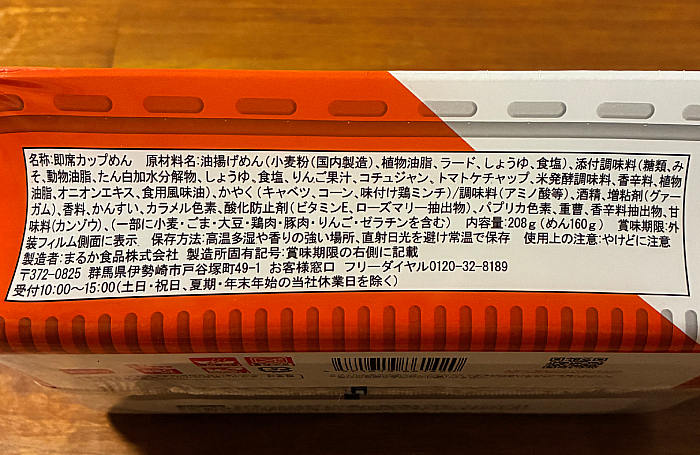 名称:即席カップめん 原材料名:油揚げめん(小麦粉(国内製造)、植物油脂、ラード、しょうゆ、食塩)、添付調味料(糖類、み
そ、動物油脂、たん白加水分解物、しょうゆ、食塩、りんご果汁、コチュジャン、トマトケチャップ、米発酵調味料、香辛料、植物
油脂、オニオンエキス、食用風味油)、かやく(キャベツ、コーン、味付け鶏ミンチ)/調味料(アミノ酸等)、酒精、増粘剤(グァー
ガム)、香料、かんすい、カラメル色素、酸化防止剤(ビタミンE、ローズマリー抽出物)、パプリカ色素、重曹、香辛料抽出物、甘
味料(カンゾウ)、(一部に小麦・ごま・大豆・鶏肉・豚肉・りんご・ゼラチンを含む) 内容量:208g(めん160g) 賞味期限:外
装フィルム側面に表示 保存方法:高温多湿や香りの強い場所、直射日光を避け常温で保存 使用上の注意:やけどに注意
製造者:まるか食品株式会社 製造所固有記号:賞味期限の右側に記載
〒372-0825 群馬県伊勢崎市戸谷塚町49-1 お客様窓口 フリーダイヤル0120-32-8189
受付10:00~15:00(土日・祝日、夏期・年末年始の当社休業日を除く)